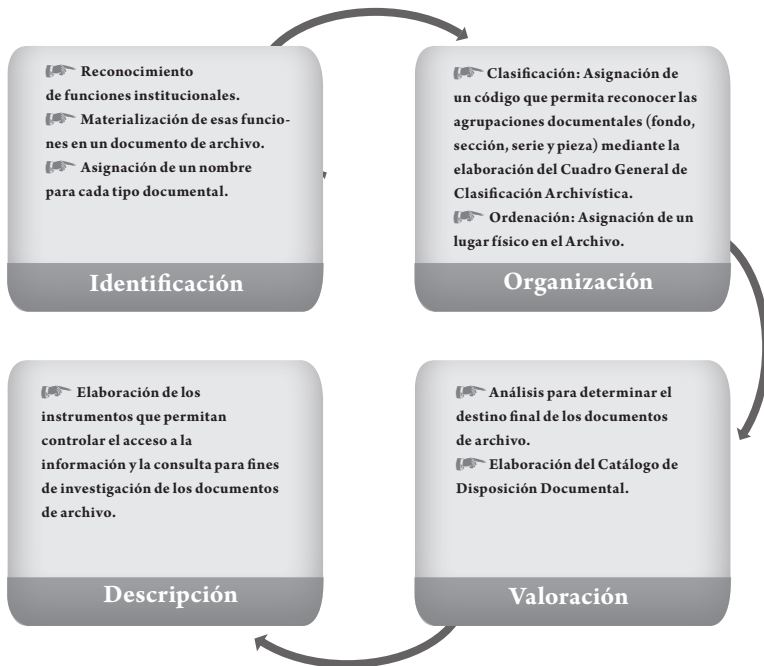 Reconocimiento
de funciones institucionales.
Materialización de esas funcio-
nes en un documento de archivo.
Asignación de un nombre
para cada tipo documental.
Identificación
Clasificación: Asignación de
un código que permita reconocer las
agrupaciones documentales (fondo,
sección, serie y pieza) mediante la
elaboración del Cuadro General de
Clasificación Archivística.
Ordenación: Asignación de un
lugar físico en el Archivo.
Organización
Elaboración de los
instrumentos que permitan
controlar el acceso a la
información y la consulta para fines
de investigación de los documentos
de archivo.
Descripción
Análisis para determinar el
destino final de los documentos
de archivo.
Elaboración del Catálogo de
Disposición Documental.
Valoración